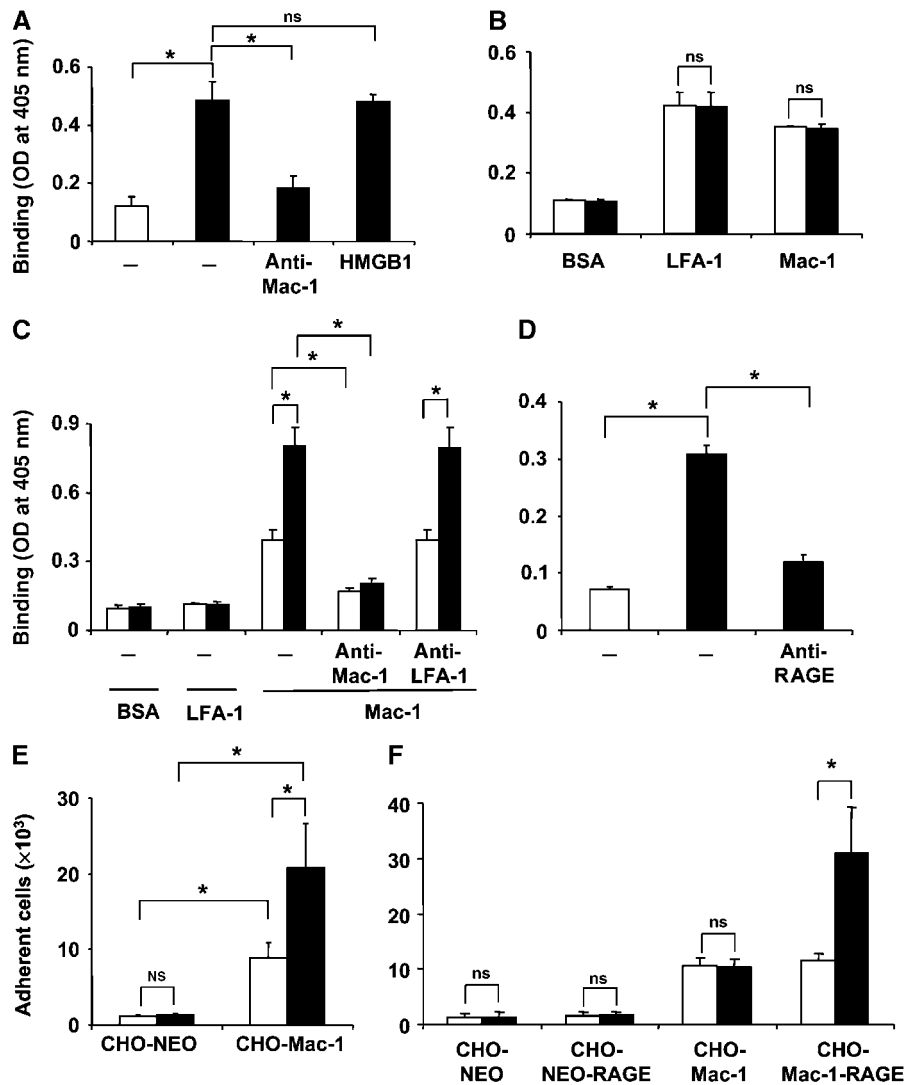 A
B
ns
*
*
Binding (OD at 405 nm)
0.6
0.4
0.2
0
–
–
Anti-
Mac-1
HMGB1
0.6
0.4
0.2
0
ns
ns
BSA
LFA-1
Mac-1
C
D
*
*
*
*
Binding (OD at 405 nm)
0.9
0.6
0.3
0
–
–
–
Anti-
Mac-1
Anti-
LFA-1
BSA
LFA-1
Mac-1
*
*
0.4
0.3
0.2
0.1
0
–
–
Anti-
RAGE
E
F
*
*
*
NS
Adherent cells (×10³)
30
20
10
0
CHO-NEO
CHO-Mac-1
*
ns
ns
ns
40
30
20
10
0
CHO-
NEO
CHO-
NEO-RAGE
CHO-
Mac-1
CHO-
Mac-1-RAGE